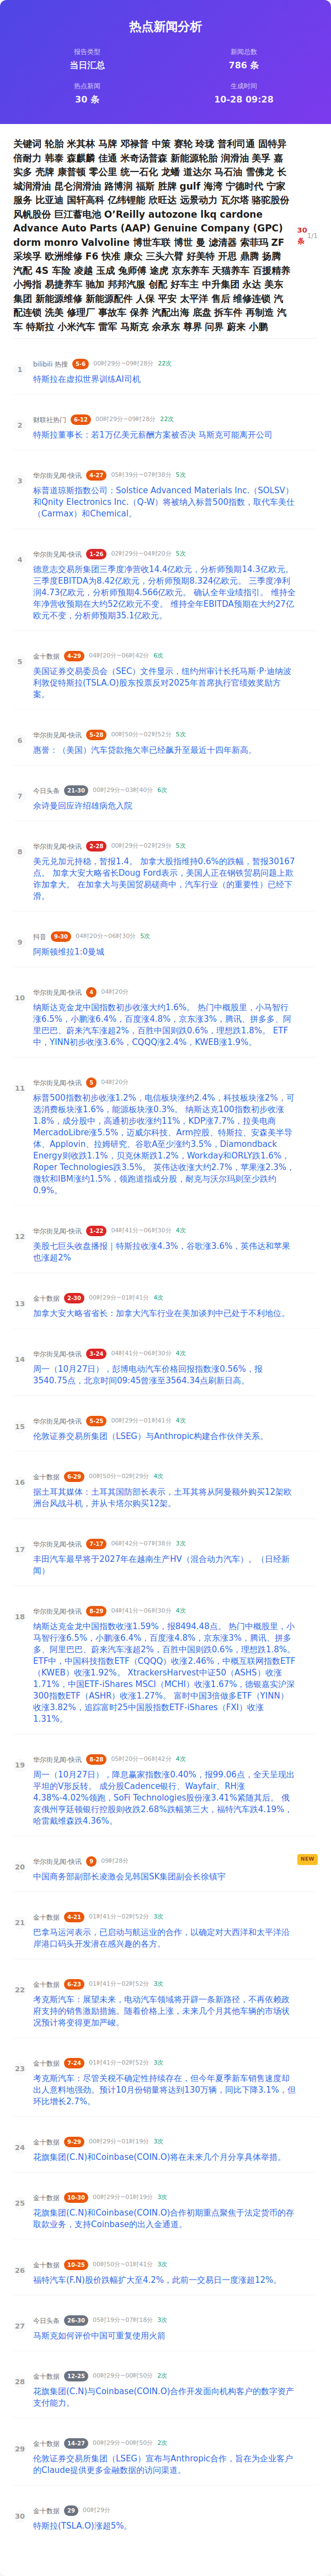 热点新闻分析
报告类型
当日汇总
新闻总数
786 条
热点新闻
30 条
生成时间
10-28 09:28
关键词 轮胎 米其林 马牌 邓禄普 中策 赛轮 玲珑 普利司通 固特异
倍耐力 韩泰 森麒麟 佳通 米奇汤普森 新能源轮胎 润滑油 美孚 嘉
实多 壳牌 康普顿 零公里 统一石化 龙蟠 道达尔 马石油 雪佛龙 长
城润滑油 昆仑润滑油 路博润 福斯 胜牌 guff 海湾 宁德时代 宁家
服务 比亚迪 国轩高科 亿纬锂能 欣旺达 远景动力 瓦尔塔 骆驼股份
风帆股份 巨江蓄电池 O’Reilly autozone lkq cardone
Advance Auto Parts (AAP) Genuine Company (GPC)
dorm monro Valvoline 博世车联 博世 曼 滤清器 索菲玛 ZF
采埃孚 欧洲维修 F6 快准 康众 三头六臂 好美特 开思 鼎腾 扬腾
汽配 4S 车险 凌越 玉成 兔师傅 途虎 京东养车 天猫养车 百援精养
小拇指 易捷养车 驰加 邦邦汽服 创配 好车主 中升集团 永达 美东
集团 新能源维修 新能源配件 人保 平安 太平洋 售后 维修连锁 汽
配连锁 洗美 修理厂 事故车 保养 汽配出海 底盘 拆车件 再制造 汽
车 特斯拉 小米汽车 雷军 马斯克 余承东 尊界 问界 蔚来 小鹏
30 条
1/1
1
bilibili 热搜 5-6 00时29分~09时28分 22次
特斯拉在虚拟世界训练AI司机
2
财联社热门 6-12 00时29分~09时28分 22次
特斯拉董事长：若1万亿美元薪酬方案被否决 马斯克可能离开公司
3
华尔街见闻-快讯 4-27 05时39分~07时38分 5次
标普道琼斯指数公司：Solstice Advanced Materials Inc.（SOLSV）
和Qnity Electronics Inc.（Q-W）将被纳入标普500指数，取代车美仕
（Carmax）和Chemical。
4
华尔街见闻-快讯 1-26 02时29分~04时20分 5次
德意志交易所集团三季度净营收14.4亿欧元，分析师预期14.3亿欧元。
三季度EBITDA为8.42亿欧元，分析师预期8.324亿欧元。 三季度净利
润4.73亿欧元，分析师预期4.566亿欧元。 确认全年业绩指引。 维持全
年净营收预期在大约52亿欧元不变。 维持全年EBITDA预期在大约27亿
欧元不变，分析师预期35.1亿欧元。
5
金十数据 4-29 04时20分~06时42分 6次
美国证券交易委员会（SEC）文件显示，纽约州审计长托马斯·P·迪纳波
利敦促特斯拉(TSLA.O)股东投票反对2025年首席执行官绩效奖励方
案。
6
华尔街见闻-快讯 5-28 00时50分~02时52分 5次
惠誉：（美国）汽车贷款拖欠率已经飙升至最近十四年新高。
7
今日头条 21-30 00时29分~03时40分 6次
佘诗曼回应许绍雄病危入院
8
华尔街见闻-快讯 2-28 00时29分~02时29分 5次
美元兑加元持稳，暂报1.4。 加拿大股指维持0.6%的跌幅，暂报30167
点。 加拿大安大略省长Doug Ford表示，美国人正在钢铁贸易问题上欺
诈加拿大。 在加拿大与美国贸易磋商中，汽车行业（的重要性）已经下
滑。
9
抖音 9-30 04时20分~06时30分 5次
阿斯顿维拉1:0曼城
10
华尔街见闻-快讯 4 04时20分
纳斯达克金龙中国指数初步收涨大约1.6%。 热门中概股里，小马智行
涨6.5%，小鹏涨6.4%，百度涨4.8%，京东涨3%，腾讯、拼多多、阿
里巴巴、蔚来汽车涨超2%，百胜中国则跌0.6%，理想跌1.8%。 ETF
中，YINN初步收涨3.6%，CQQQ涨2.4%，KWEB涨1.9%。
11
华尔街见闻-快讯 5 04时20分
标普500指数初步收涨1.2%，电信板块涨约2.4%，科技板块涨2%，可
选消费板块涨1.6%，能源板块涨0.3%。 纳斯达克100指数初步收涨
1.8%，成分股中，高通初步收涨约11%，KDP涨7.7%，拉美电商
MercadoLibre涨5.5%，迈威尔科技、Arm控股、特斯拉、安森美半导
体、Applovin、拉姆研究、谷歌A至少涨约3.5%，Diamondback
Energy则收跌1.1%，贝克休斯跌1.2%，Workday和ORLY跌1.6%，
Roper Technologies跌3.5%。 英伟达收涨大约2.7%，苹果涨2.3%，
微软和IBM涨约1.5%，领跑道指成分股，耐克与沃尔玛则至少跌约
0.9%。
12
华尔街见闻-快讯 1-22 04时41分~06时30分 4次
美股七巨头收盘播报｜特斯拉收涨4.3%，谷歌涨3.6%，英伟达和苹果
也涨超2%
13
金十数据 2-30 00时29分~01时41分 4次
加拿大安大略省省长：加拿大汽车行业在美加谈判中已处于不利地位。
14
华尔街见闻-快讯 3-24 04时41分~06时30分 4次
周一（10月27日），彭博电动汽车价格回报指数涨0.56%，报
3540.75点，北京时间09:45曾涨至3564.34点刷新日高。
15
华尔街见闻-快讯 5-25 00时29分~01时41分 4次
伦敦证券交易所集团（LSEG）与Anthropic构建合作伙伴关系。
16
金十数据 6-29 00时50分~02时29分 4次
据土耳其媒体：土耳其国防部长表示，土耳其将从阿曼额外购买12架欧
洲台风战斗机，并从卡塔尔购买12架。
17
华尔街见闻-快讯 7-17 06时42分~07时38分 3次
丰田汽车最早将于2027年在越南生产HV（混合动力汽车）。（日经新
闻）
18
华尔街见闻-快讯 8-29 04时41分~06时30分 4次
纳斯达克金龙中国指数收涨1.59%，报8494.48点。 热门中概股里，小
马智行涨6.5%，小鹏涨6.4%，百度涨4.8%，京东涨3%，腾讯、拼多
多、阿里巴巴、蔚来汽车涨超2%，百胜中国则跌0.6%，理想跌1.8%。
ETF中，中国科技指数ETF（CQQQ）收涨2.46%，中概互联网指数ETF
（KWEB）收涨1.92%。 XtrackersHarvest中证50（ASHS）收涨
1.71%，中国ETF-iShares MSCI（MCHI）收涨1.67%，德银嘉实沪深
300指数ETF（ASHR）收涨1.27%。 富时中国3倍做多ETF（YINN）
收涨3.82%，追踪富时25中国股指数ETF-iShares（FXI）收涨
1.31%。
19
华尔街见闻-快讯 8-28 05时20分~06时42分 4次
周一（10月27日），降息赢家指数涨0.40%，报99.06点，全天呈现出
平坦的V形反转。 成分股Cadence银行、Wayfair、RH涨
4.38%-4.02%领跑，SoFi Technologies股份涨3.41%紧随其后。 俄
亥俄州亨廷顿银行控股则收跌2.68%跌幅第三大，福特汽车跌4.19%，
哈雷戴维森跌4.36%。
20
华尔街见闻-快讯 9 09时28分
NEW
中国商务部副部长凌激会见韩国SK集团副会长徐镇宇
21
金十数据 4-21 01时41分~02时52分 3次
巴拿马运河表示，已启动与航运业的合作，以确定对大西洋和太平洋沿
岸港口码头开发潜在感兴趣的各方。
22
金十数据 6-23 01时41分~02时52分 3次
考克斯汽车：展望未来，电动汽车领域将开辟一条新路径，不再依赖政
府支持的销售激励措施。随着价格上涨，未来几个月其他车辆的市场状
况预计将变得更加严峻。
23
金十数据 7-24 01时41分~02时52分 3次
考克斯汽车：尽管关税不确定性持续存在，但今年夏季新车销售速度却
出人意料地强劲。预计10月份销量将达到130万辆，同比下降3.1%，但
环比增长2.7%。
24
金十数据 9-29 00时29分~01时19分 3次
花旗集团(C.N)和Coinbase(COIN.O)将在未来几个月分享具体举措。
25
金十数据 10-30 00时29分~01时19分 3次
花旗集团(C.N)和Coinbase(COIN.O)合作初期重点聚焦于法定货币的存
取款业务，支持Coinbase的出入金通道。
26
金十数据 10-25 00时50分~01时41分 3次
福特汽车(F.N)股价跌幅扩大至4.2%，此前一交易日一度涨超12%。
27
今日头条 26-30 05时19分~07时18分 3次
马斯克如何评价中国可重复使用火箭
28
金十数据 12-25 00时29分~00时50分 2次
花旗集团(C.N)与Coinbase(COIN.O)合作开发面向机构客户的数字资产
支付能力。
29
金十数据 14-27 00时29分~00时50分 2次
伦敦证券交易所集团（LSEG）宣布与Anthropic合作，旨在为企业客户
的Claude提供更多金融数据的访问渠道。
30
金十数据 29 00时29分
特斯拉(TSLA.O)涨超5%。